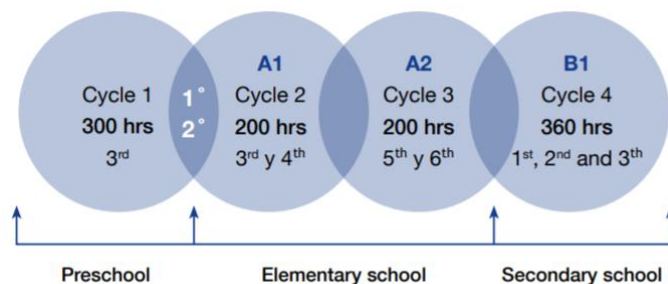 A1
A2
B1
Cycle 1
1°
Cycle 2
Cycle 3
Cycle 4
300 hrs
2°
200 hrs
200 hrs
360 hrs
3rd
3rd y 4th
5th y 6th
1st, 2nd and 3th
Preschool
Elementary school
Secondary school